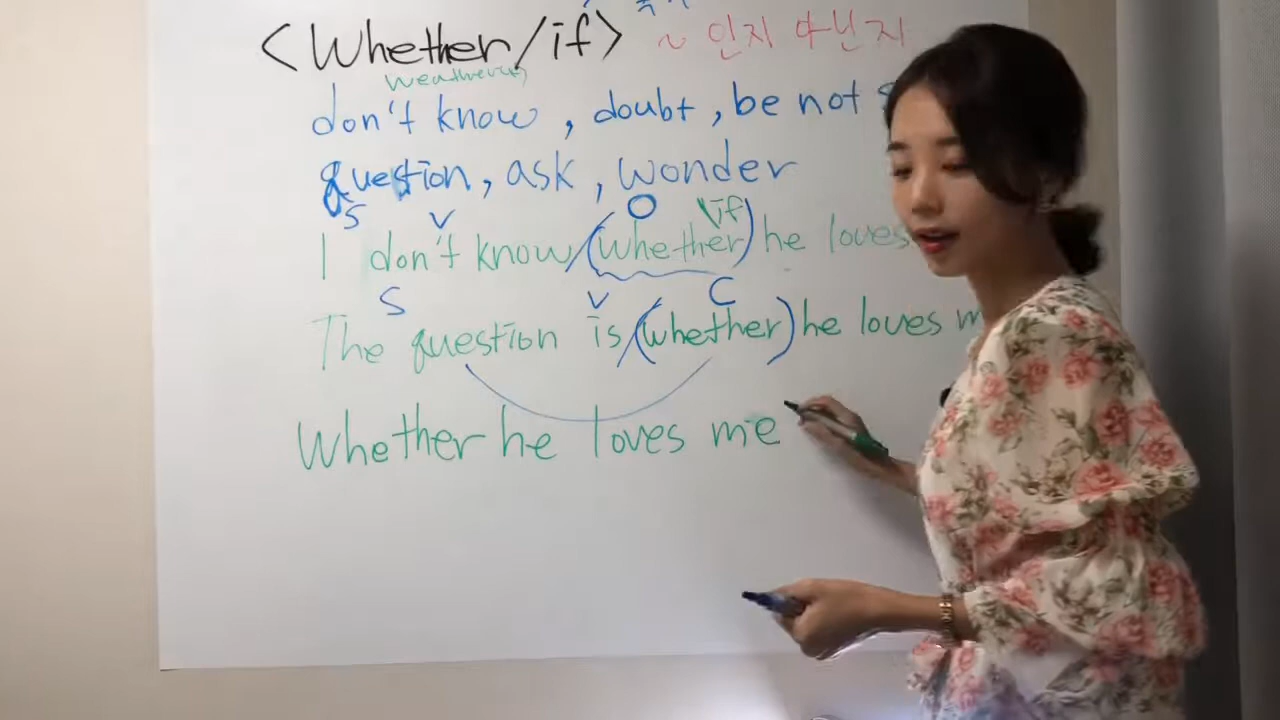 <Whether/if> ~ 인지 아닌지
weather
don't know, doubt, be not
question, ask, wonder
S V O if
I don't know (whether) he loves
S V C
The question is (whether) he loves m
Whether he loves me